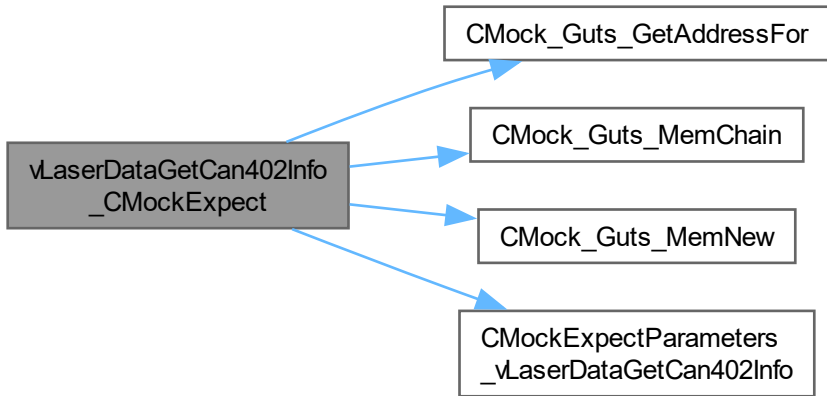 CMock_Guts_GetAddressFor
CMock_Guts_MemChain
vLaserDataGetCan402Info
_CMockExpect
CMock_Guts_MemNew
CMockExpectParameters
_vLaserDataGetCan402Info